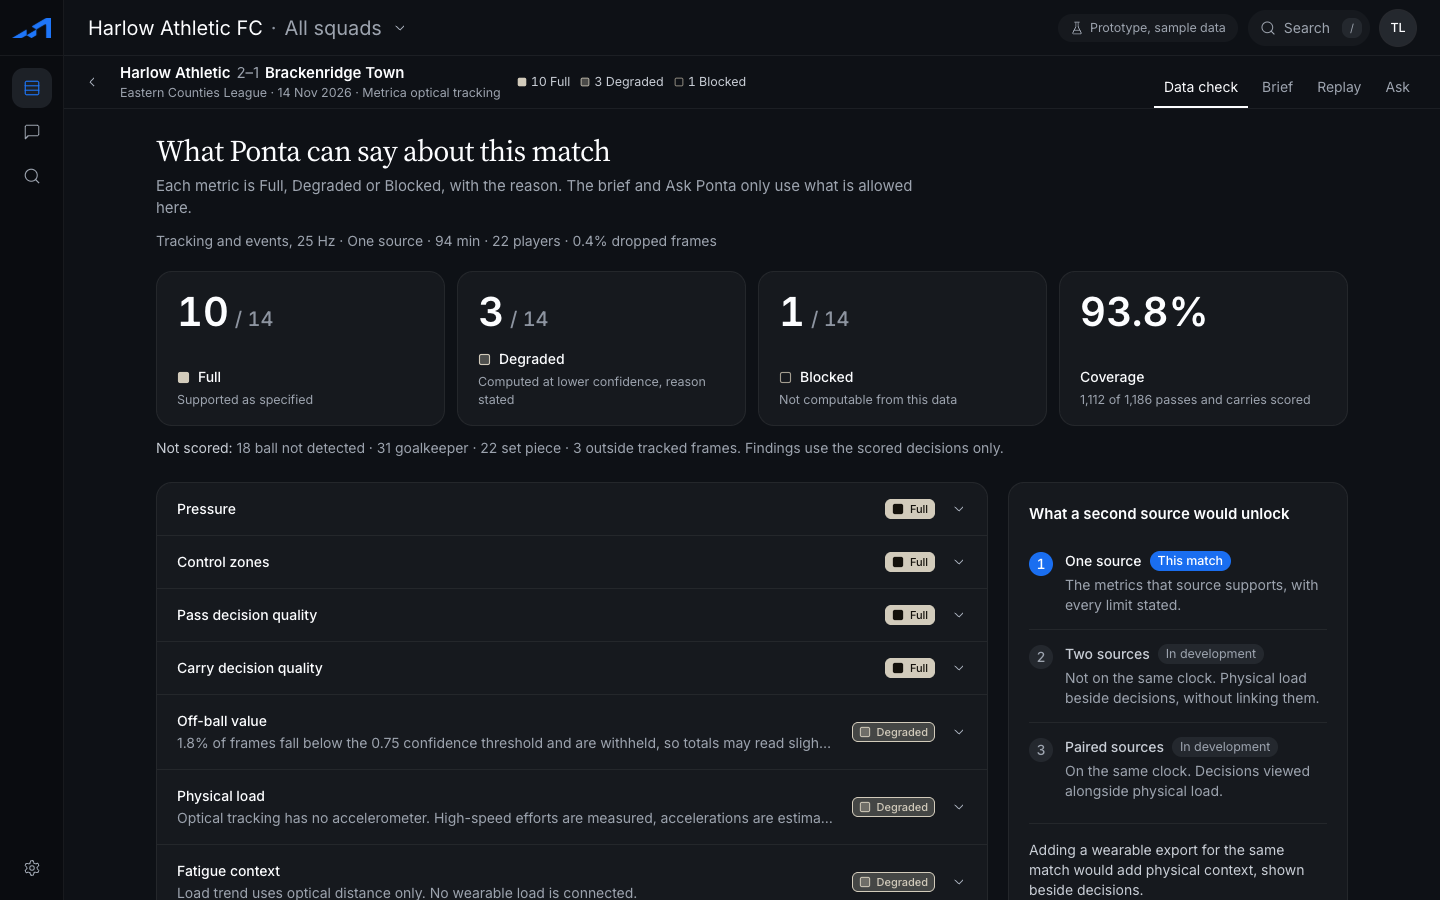 Harlow Athletic FC · All squads
Prototype, sample data
Search /
TL
Harlow Athletic 2–1 Brackenridge Town
Eastern Counties League · 14 Nov 2026 · Metrica optical tracking
10 Full 3 Degraded 1 Blocked
Data check Brief Replay Ask
What Ponta can say about this match
Each metric is Full, Degraded or Blocked, with the reason. The brief and Ask Ponta only use what is allowed
here.
Tracking and events, 25 Hz · One source · 94 min · 22 players · 0.4% dropped frames
10 / 14
Full
Supported as specified
3 / 14
Degraded
Computed at lower confidence, reason
stated
1 / 14
Blocked
Not computable from this data
93.8%
Coverage
1,112 of 1,186 passes and carries scored
Not scored: 18 ball not detected · 31 goalkeeper · 22 set piece · 3 outside tracked frames. Findings use the scored decisions only.
Pressure Full
Control zones Full
Pass decision quality Full
Carry decision quality Full
Off-ball value
1.8% of frames fall below the 0.75 confidence threshold and are withheld, so totals may read sligh...
Degraded
Physical load
Optical tracking has no accelerometer. High-speed efforts are measured, accelerations are estima...
Degraded
Fatigue context
Load trend uses optical distance only. No wearable load is connected.
Degraded
What a second source would unlock
1 One source This match
The metrics that source supports, with
every limit stated.
2 Two sources In development
Not on the same clock. Physical load
beside decisions, without linking them.
3 Paired sources In development
On the same clock. Decisions viewed
alongside physical load.
Adding a wearable export for the same
match would add physical context, shown
beside decisions.